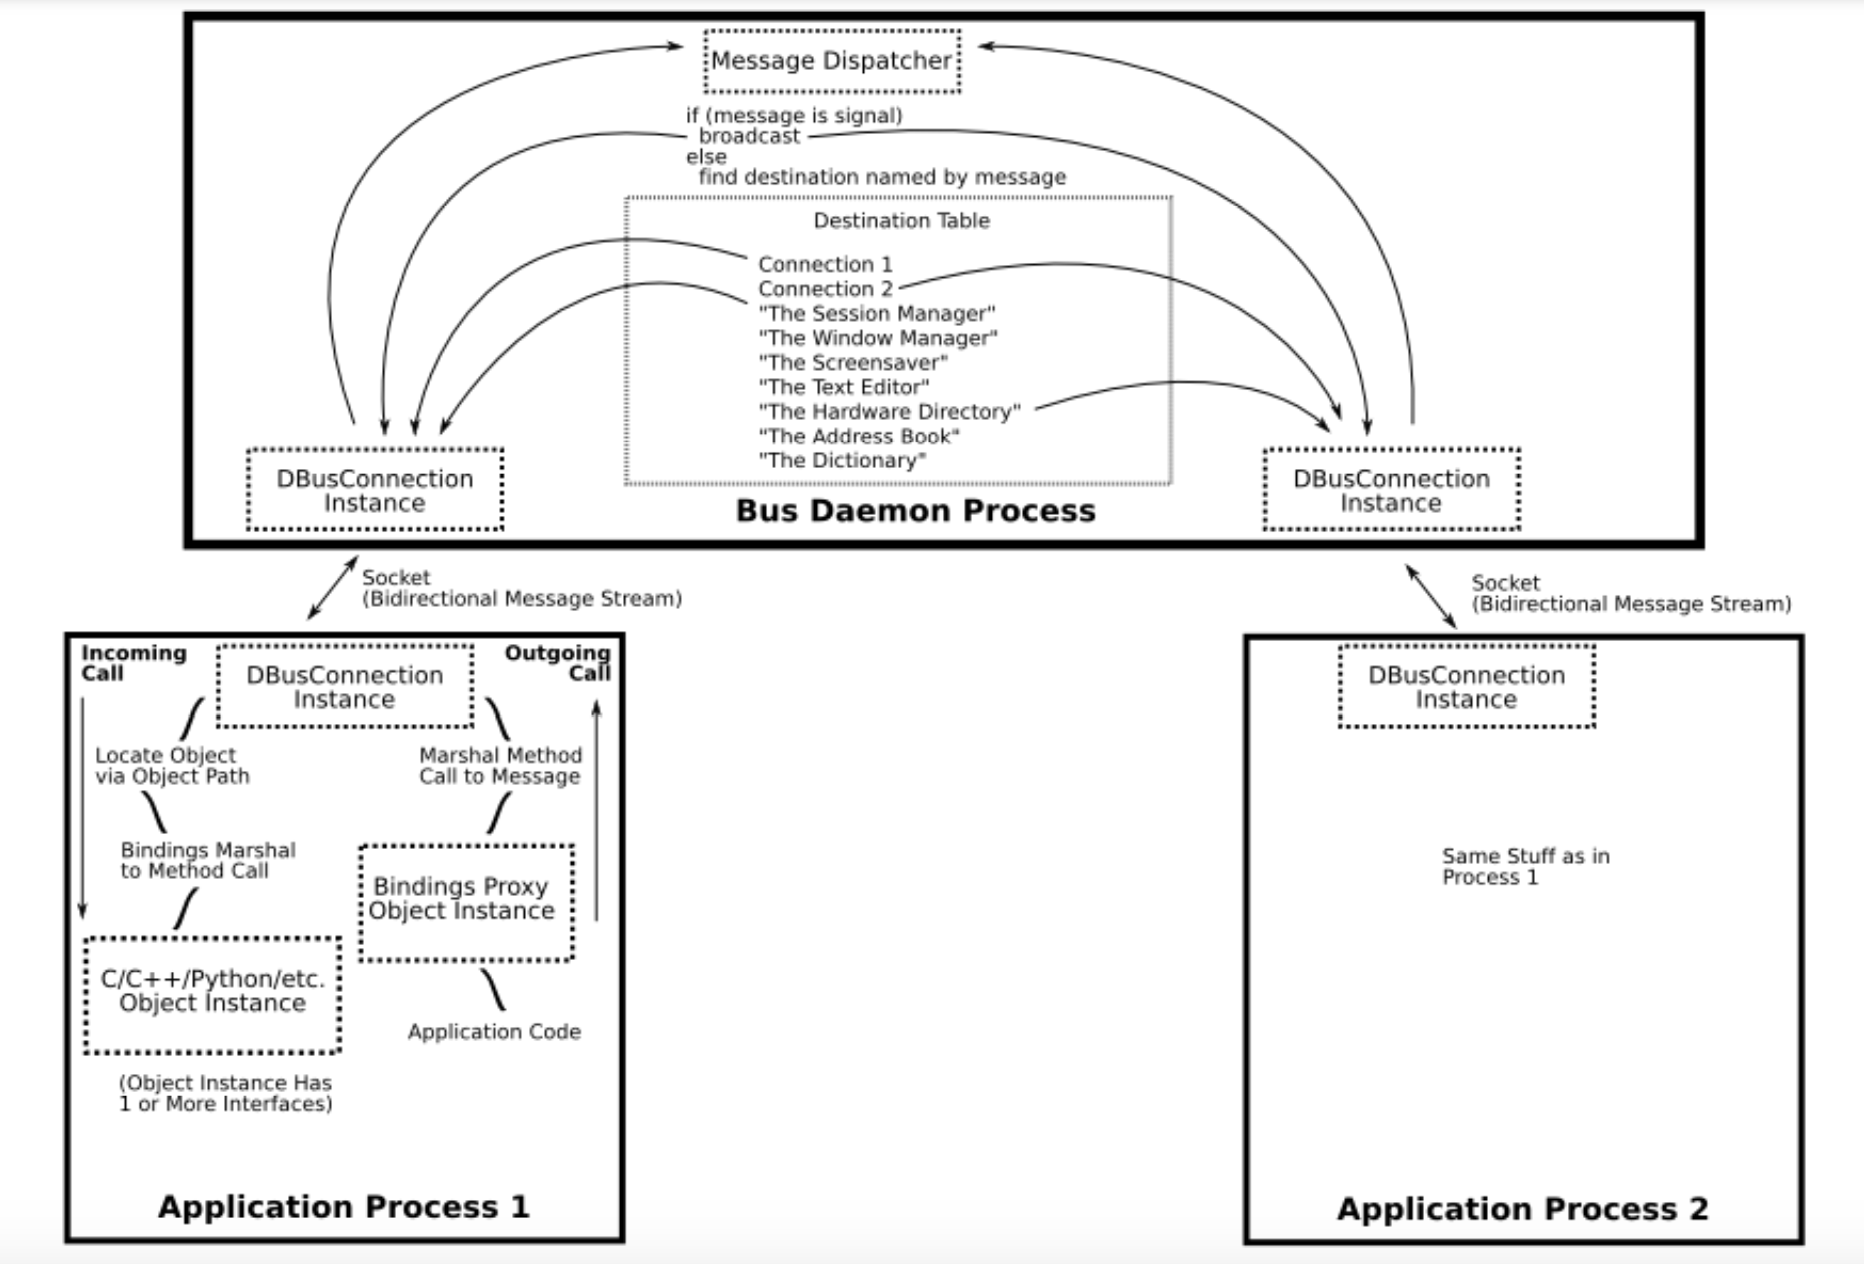 Message Dispatcher
if (message is signal)
broadcast
else
find destination named by message
Destination Table
Connection 1
Connection 2
"The Session Manager"
"The Window Manager"
"The Screensaver"
"The Text Editor"
"The Hardware Directory"
"The Address Book"
"The Dictionary"
DBusConnection
Instance
DBusConnection
Instance
Bus Daemon Process
Socket
(Bidirectional Message Stream)
Socket
(Bidirectional Message Stream)
Incoming
Call
DBusConnection
Instance
Outgoing
Call
Locate Object
via Object Path
Marshal Method
Call to Message
Bindings Marshal
to Method Call
Bindings Proxy
Object Instance
C/C++/Python/etc.
Object Instance
Application Code
(Object Instance Has
1 or More Interfaces)
Application Process 1
DBusConnection
Instance
Same Stuff as in
Process 1
Application Process 2